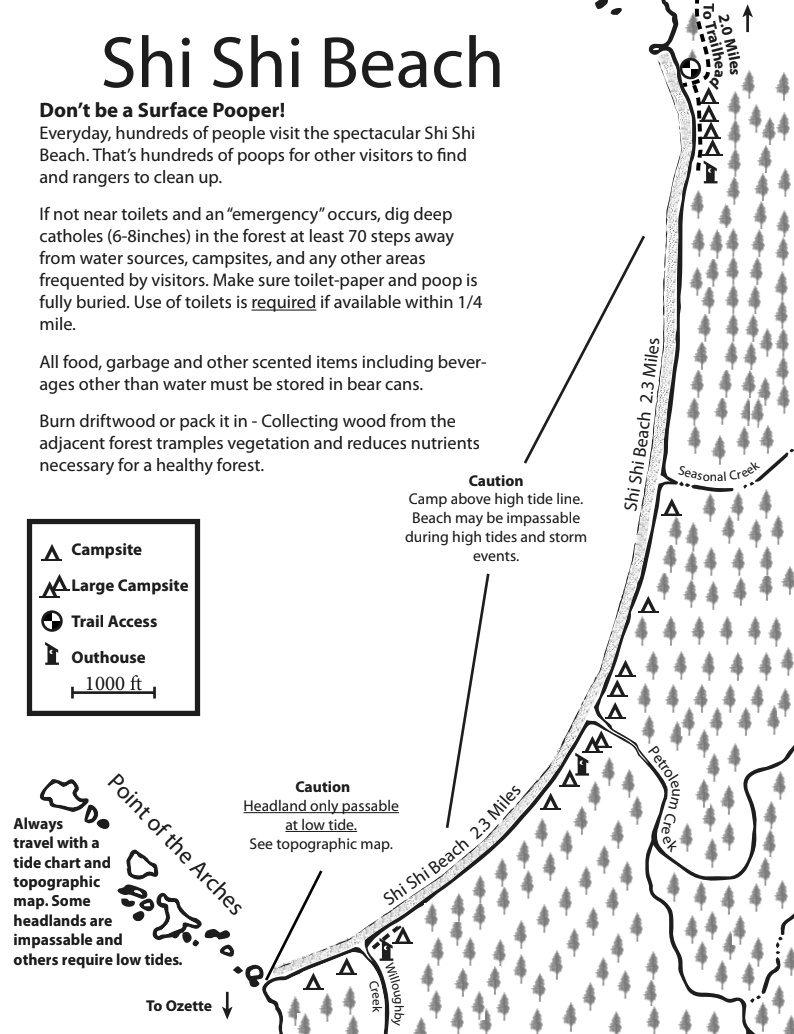 Shi Shi Beach
Don't be a Surface Pooper!
Everyday, hundreds of people visit the spectacular Shi Shi
Beach. That's hundreds of poops for other visitors to find
and rangers to clean up.
If not near toilets and an "emergency" occurs, dig deep
catholes (6-8inches) in the forest at least 70 steps away
from water sources, campsites, and any other areas
frequented by visitors. Make sure toilet-paper and poop is
fully buried. Use of toilets is required if available within 1/4
mile.
All food, garbage and other scented items including bever-
ages other than water must be stored in bear cans.
Burn driftwood or pack it in - Collecting wood from the
adjacent forest tramples vegetation and reduces nutrients
necessary for a healthy forest.
2.0 Miles
To Trailhead
Shi Shi Beach 2.3 Miles
Seasonal Creek
Caution
Camp above high tide line.
Beach may be impassable
during high tides and storm
events.
Campsite
Large Campsite
Trail Access
Outhouse
1000 ft
Petroleum
Creek
Caution
Headland only passable
at low tide.
See topographic map.
Shi Shi Beach 2.3 Miles
Point of the Arches
Always
travel with a
tide chart and
topographic
map. Some
headlands are
impassable and
others require low tides.
Willoughby
Creek
To Ozette